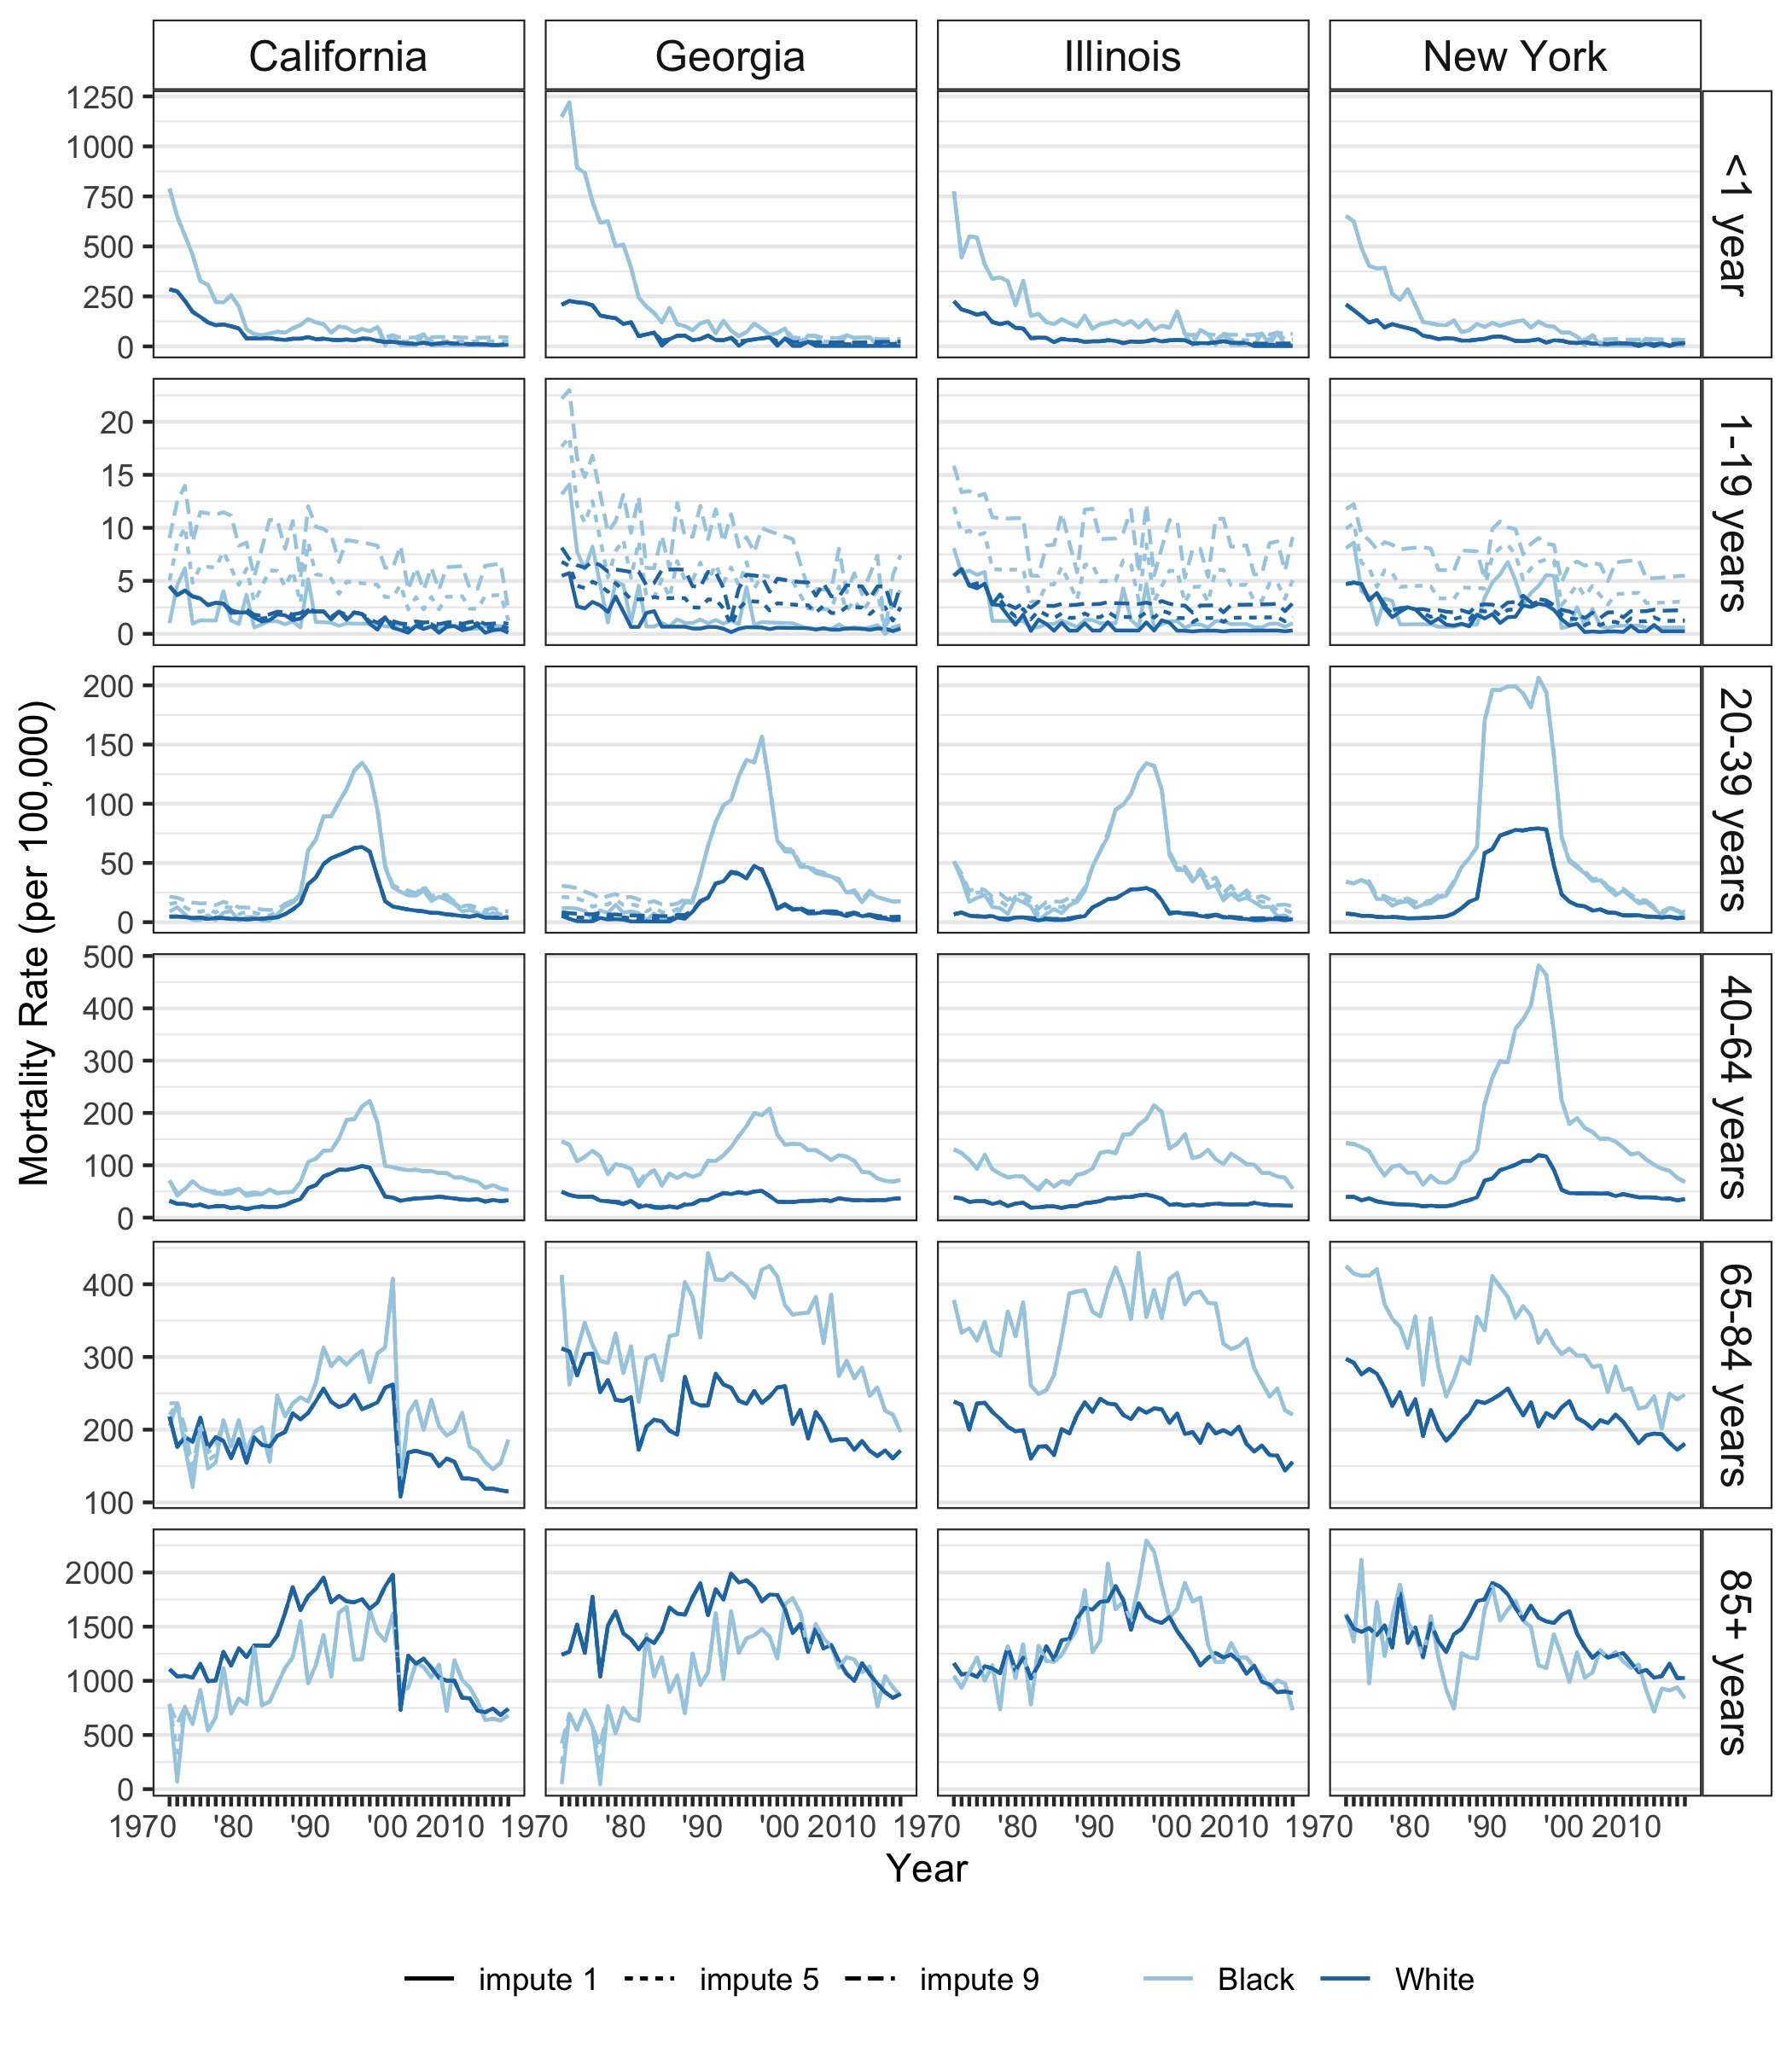 California Georgia Illinois New York
1250
1000
750
500
250
0
<1 year
20
15
10
5
0
1-19 years
200
150
100
50
0
20-39 years
500
400
300
200
100
0
40-64 years
400
300
200
100
65-84 years
2000
1500
1000
500
0
85+ years
Mortality Rate (per 100,000)
1970 '80 '90 '00 2010 1970 '80 '90 '00 2010 1970 '80 '90 '00 2010 1970 '80 '90 '00 2010
Year
impute 1 impute 5 impute 9 Black White